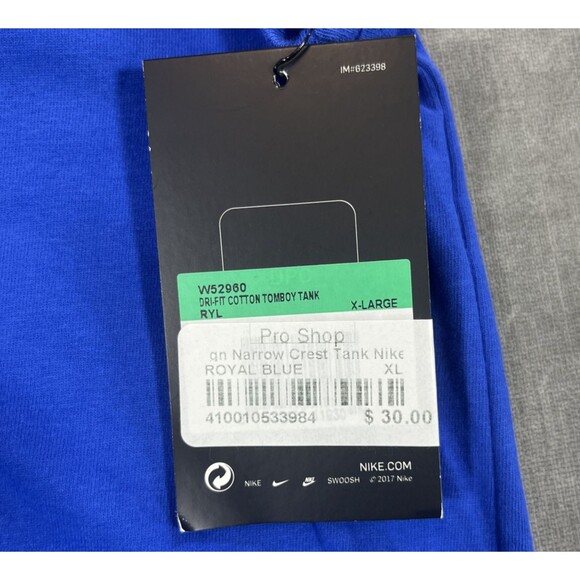 IM#623398
W52960
DRI-FIT COTTON TOMBOY TANK
RYL X-LARGE
Pro Shop
gn Narrow Crest Tank Nike
ROYAL BLUE XL
410010533984 $ 30.00
NIKE.COM
NIKE SWOOSH © 2017 Nike